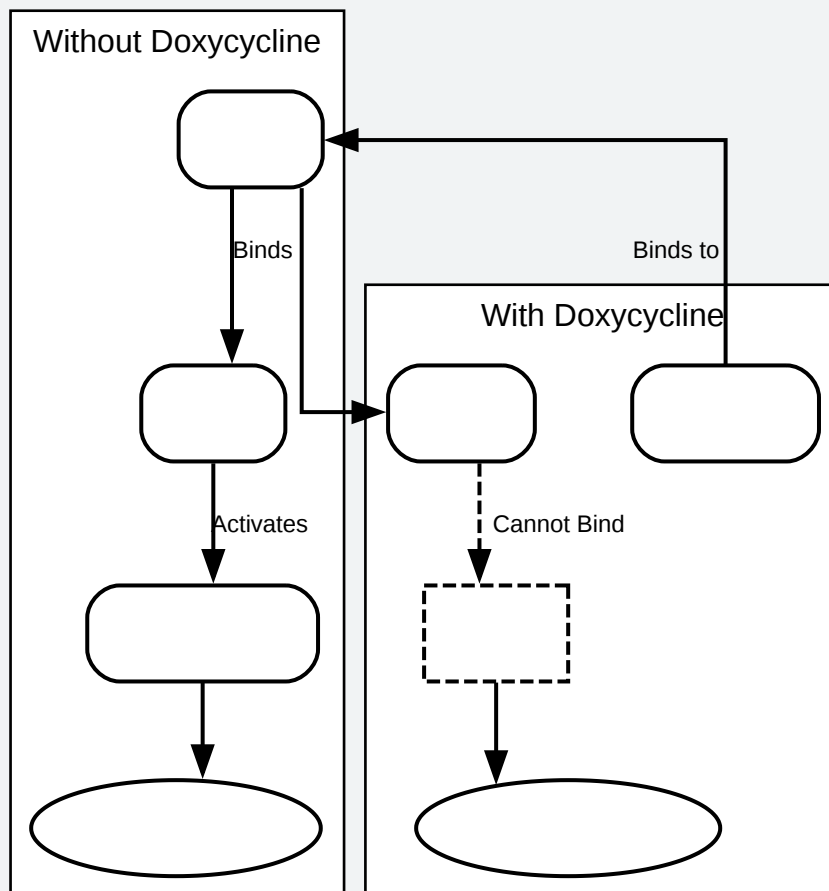 Without Doxycycline
Binds
Binds to
With Doxycycline
Activates
Cannot Bind